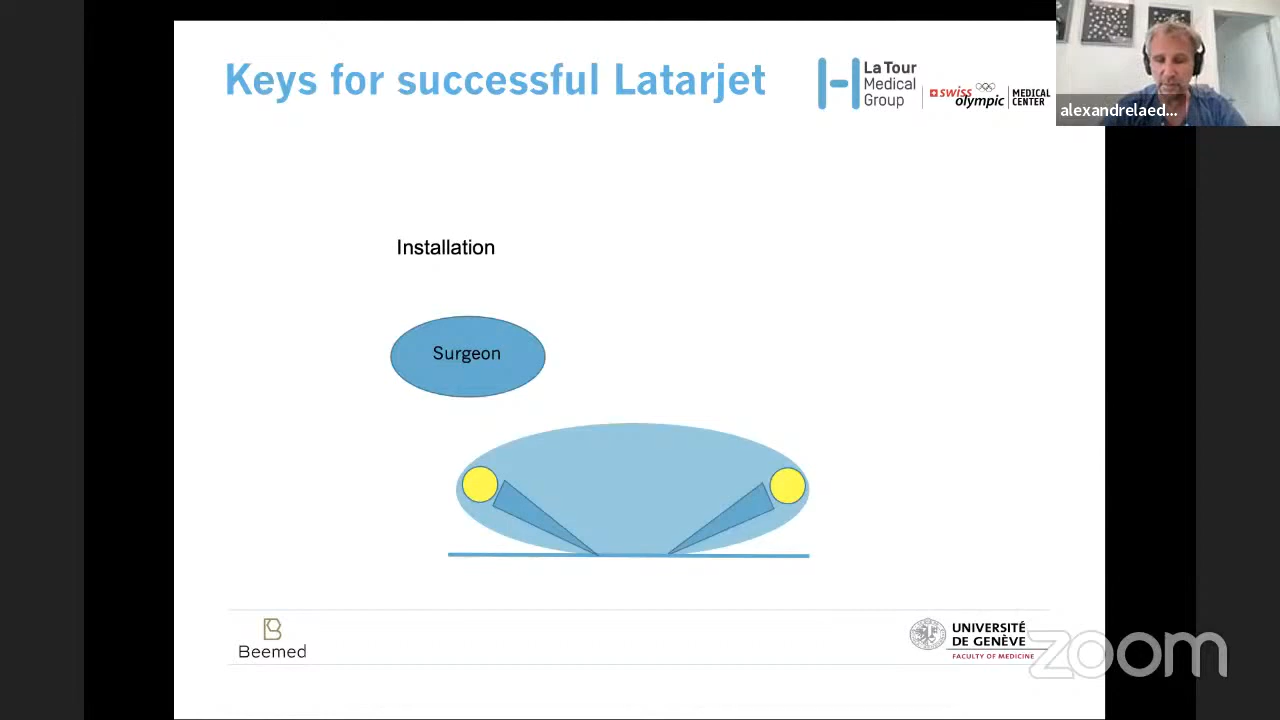 Keys for successful Latarjet
La Tour
Medical
Group
swiss
olympic
MEDICAL
CENTER
alexandrelaed...
Installation
Surgeon
Beemed
UNIVERSITÉ
DE GENÈVE
FACULTY OF MEDICINE
zoom